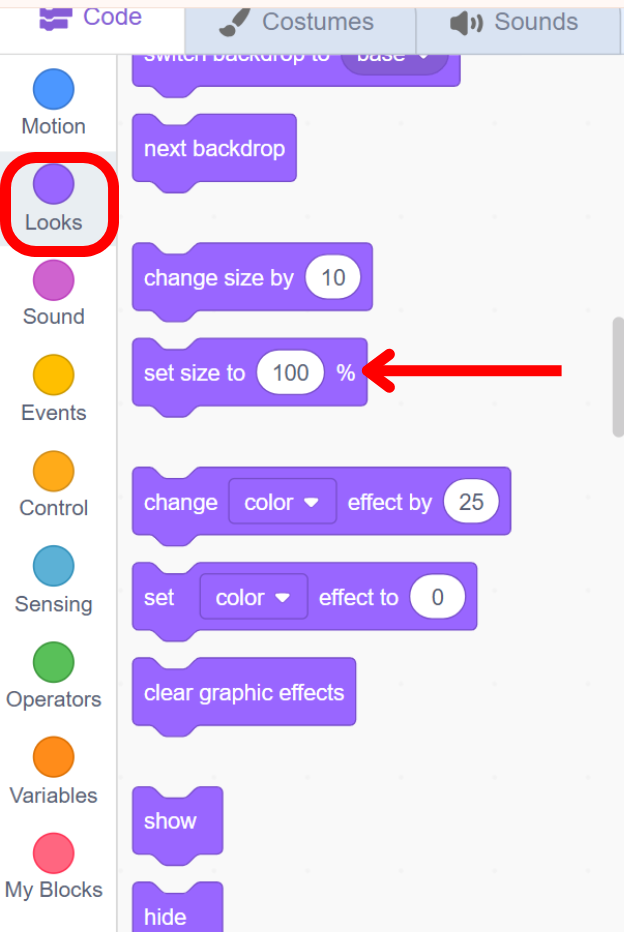 Code
Costumes
Sounds
Motion
Looks
Sound
Events
Control
Sensing
Operators
Variables
My Blocks
switch backdrop to base
next backdrop
change size by 10
set size to 100 %
change color effect by 25
set color effect to 0
clear graphic effects
show
hide